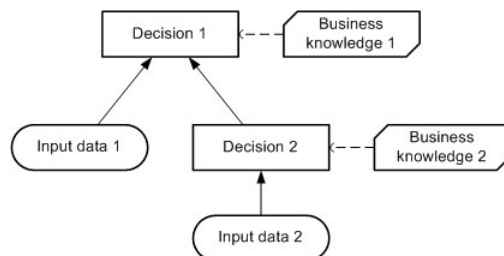 Decision 1
Business
knowledge 1
Input data 1
Decision 2
Business
knowledge 2
Input data 2